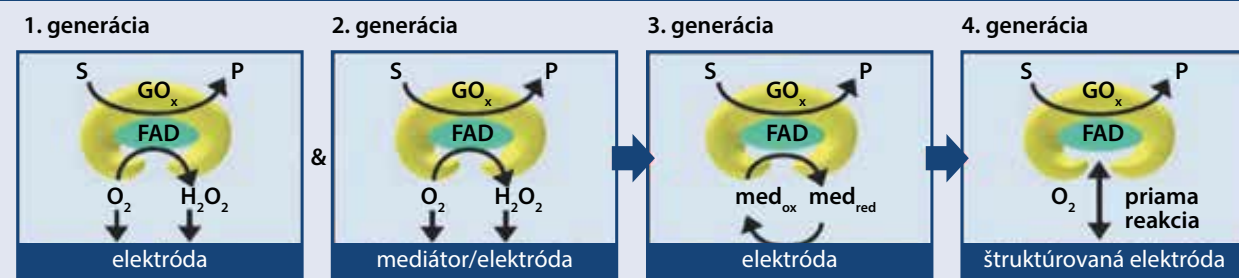 1. generácia
S P
GOₓ
FAD
O₂ H₂O₂
elektróda
&
2. generácia
S P
GOₓ
FAD
O₂ H₂O₂
mediátor/elektróda
3. generácia
S P
GOₓ
FAD
medₒₓ med_red
elektróda
4. generácia
S P
GOₓ
FAD
O₂ priama
reakcia
štruktúrovaná elektróda